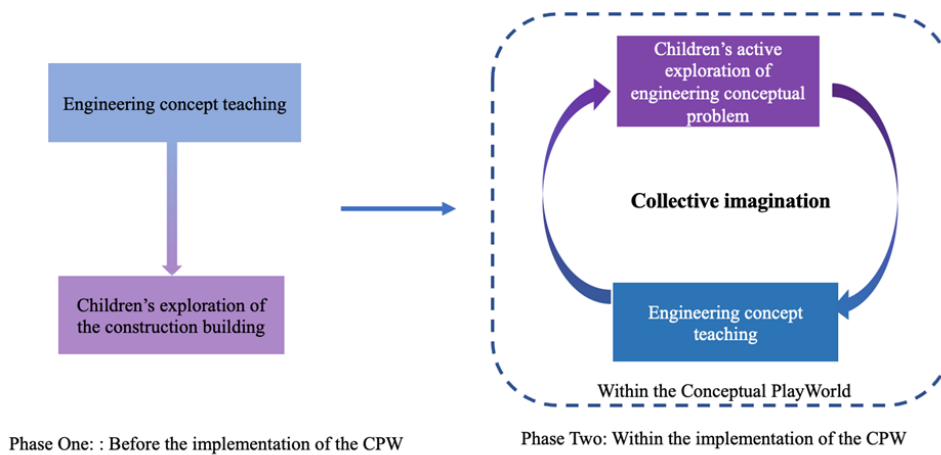 Engineering concept teaching
Children's exploration of
the construction building
Phase One: : Before the implementation of the CPW
Children's active
exploration of
engineering conceptual
problem
Collective imagination
Engineering concept
teaching
Within the Conceptual PlayWorld
Phase Two: Within the implementation of the CPW